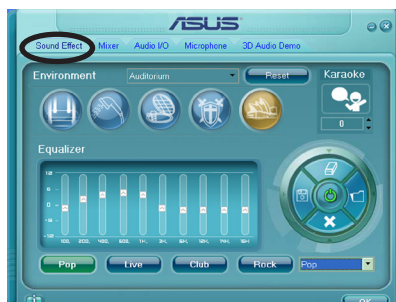 ASUS
Sound Effect Mixer Audio I/O Microphone 3D Audio Demo
Environment Auditorium Reset Karaoke
0
Equalizer
Pop Live Club Rock Pop
OK